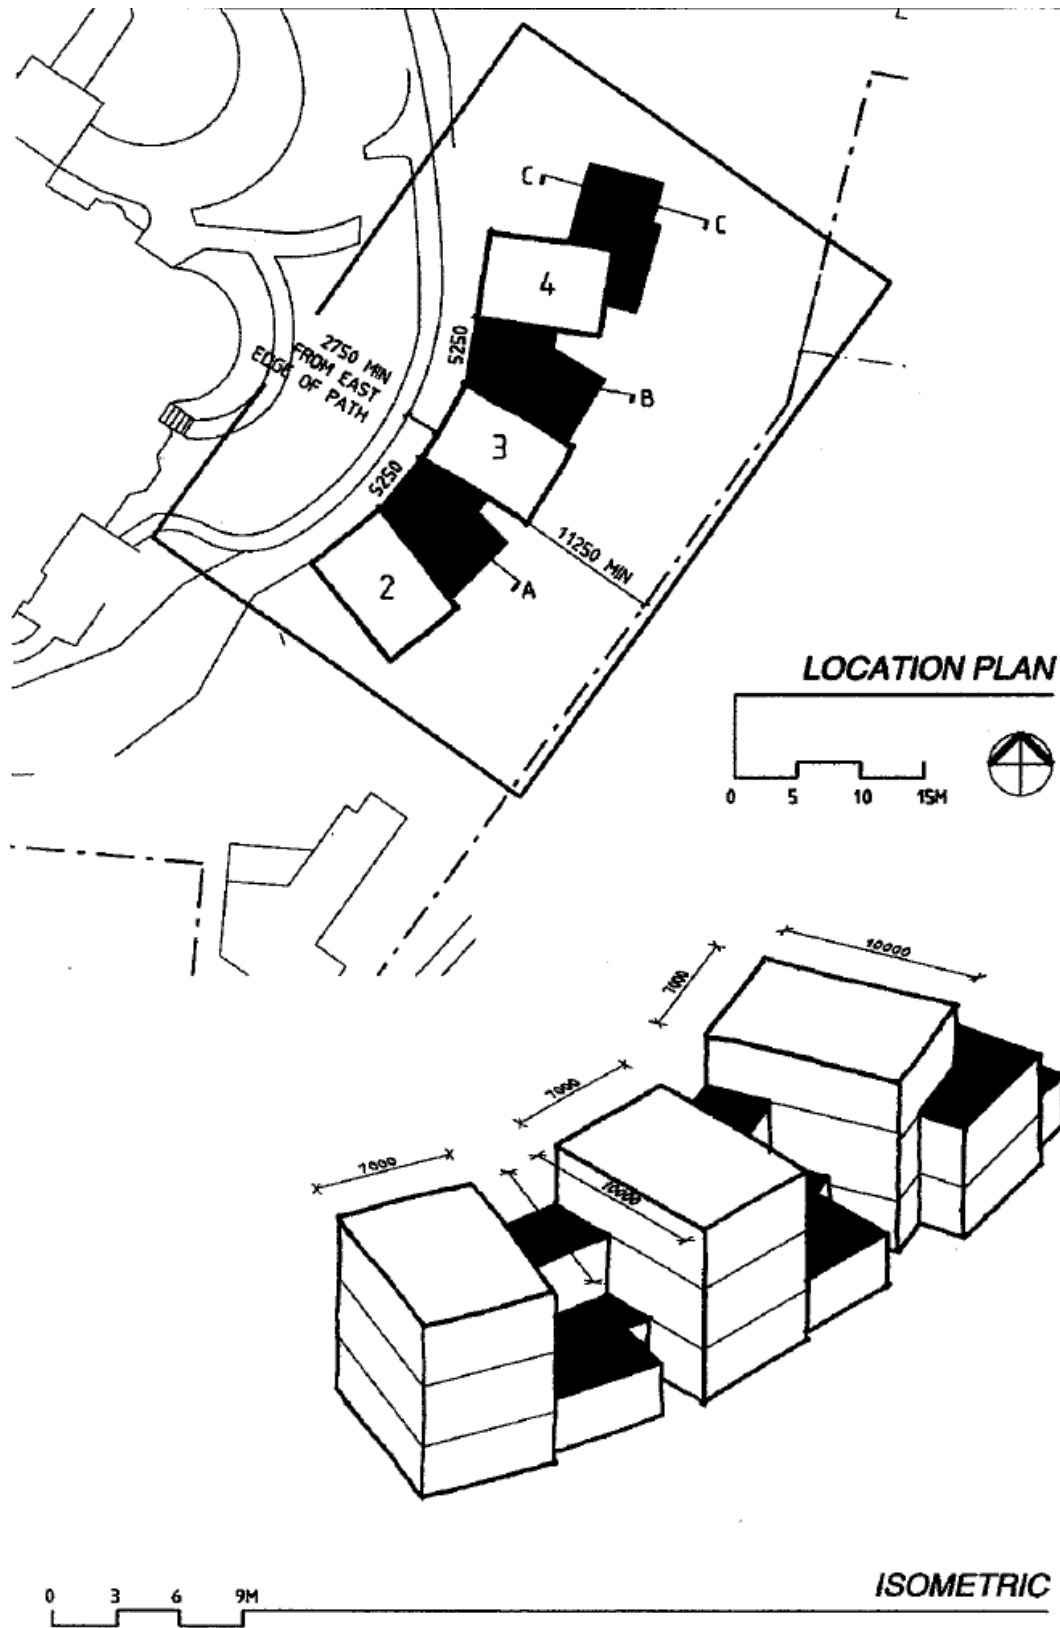 C
C
4
5250
2750 MIN
FROM EAST
EDGE OF PATH
B
3
5250
11250 MIN
A
2
LOCATION PLAN
0 5 10 15M
10000
7000
7000
7000
10000
ISOMETRIC
0 3 6 9M